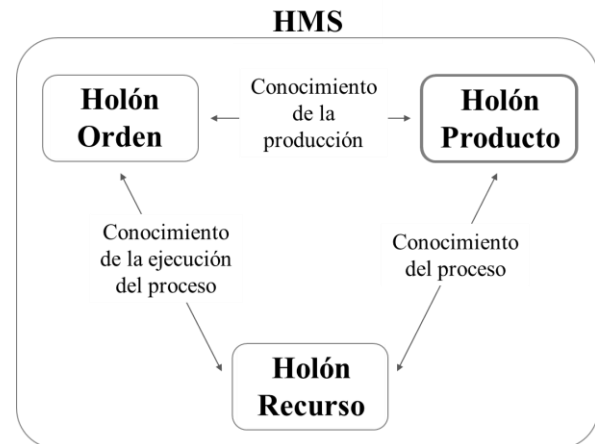 HMS
Holón
Orden
Conocimiento
de la
producción
Holón
Producto
Conocimiento
de la ejecución
del proceso
Conocimiento
del proceso
Holón
Recurso